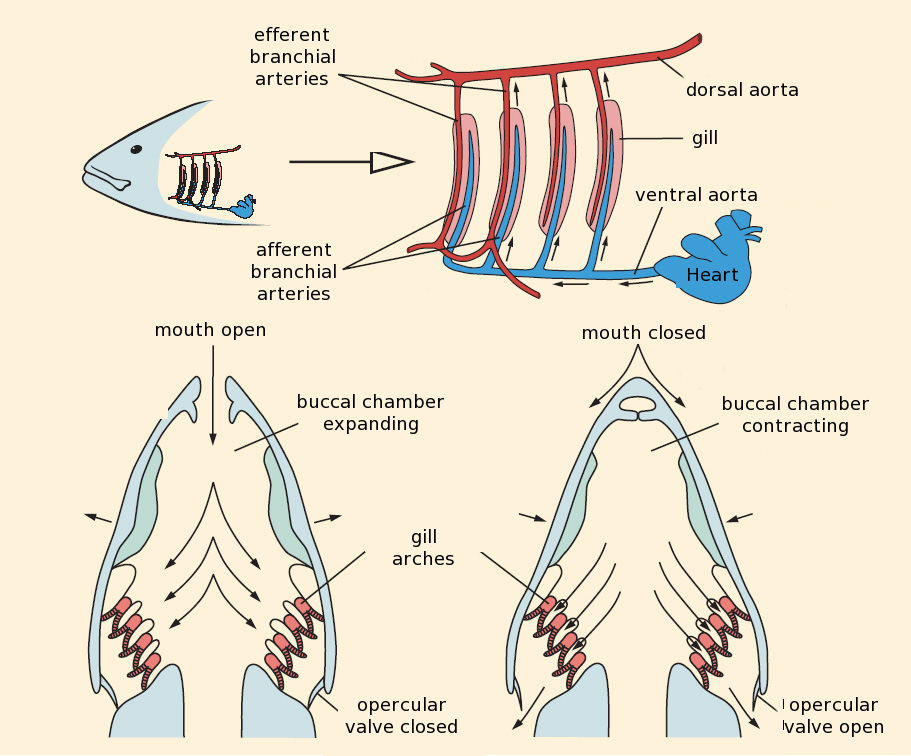 efferent
branchial
arteries
dorsal aorta
gill
ventral aorta
afferent
branchial
arteries
Heart
mouth open
mouth closed
buccal chamber
expanding
buccal chamber
contracting
gill
arches
opercular
valve closed
opercular
valve open